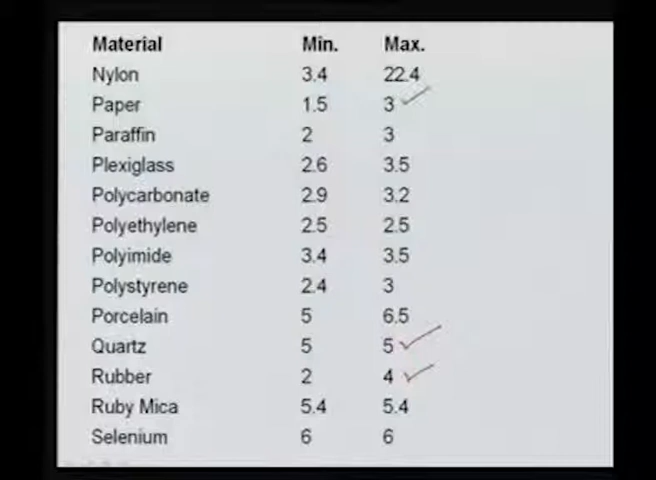 Material Min. Max.
Nylon 3.4 22.4
Paper 1.5 3
Paraffin 2 3
Plexiglass 2.6 3.5
Polycarbonate 2.9 3.2
Polyethylene 2.5 2.5
Polyimide 3.4 3.5
Polystyrene 2.4 3
Porcelain 5 6.5
Quartz 5 5
Rubber 2 4
Ruby Mica 5.4 5.4
Selenium 6 6